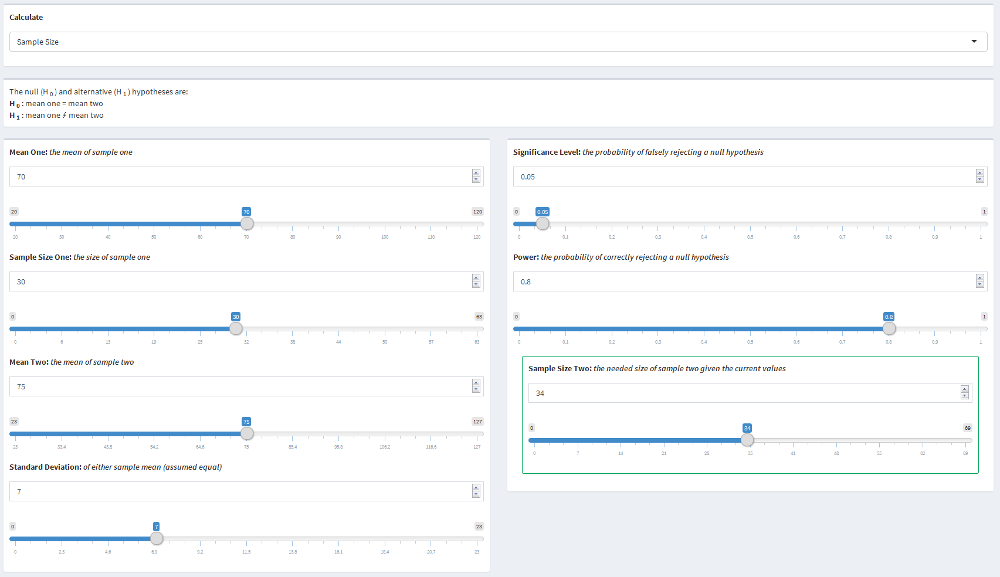 Calculate
Sample Size
The null (H 0 ) and alternative (H 1 ) hypotheses are:
H 0 : mean one = mean two
H 1 : mean one ≠ mean two
Mean One: the mean of sample one
70
20 70 120
20 30 40 50 60 70 80 90 100 110 120
Sample Size One: the size of sample one
30
0 30 63
0 6 13 19 25 32 38 44 50 57 63
Mean Two: the mean of sample two
75
23 75 127
23 33.4 43.8 54.2 64.6 75 85.4 95.8 106.2 116.6 127
Standard Deviation: of either sample mean (assumed equal)
7
0 7 23
0 2.3 4.6 6.9 9.2 11.5 13.8 16.1 18.4 20.7 23
Significance Level: the probability of falsely rejecting a null hypothesis
0.05
0 0.05 1
0 0.1 0.2 0.3 0.4 0.5 0.6 0.7 0.8 0.9 1
Power: the probability of correctly rejecting a null hypothesis
0.8
0 0.8 1
0 0.1 0.2 0.3 0.4 0.5 0.6 0.7 0.8 0.9 1
Sample Size Two: the needed size of sample two given the current values
34
0 34 69
0 7 14 21 28 35 41 48 55 62 69